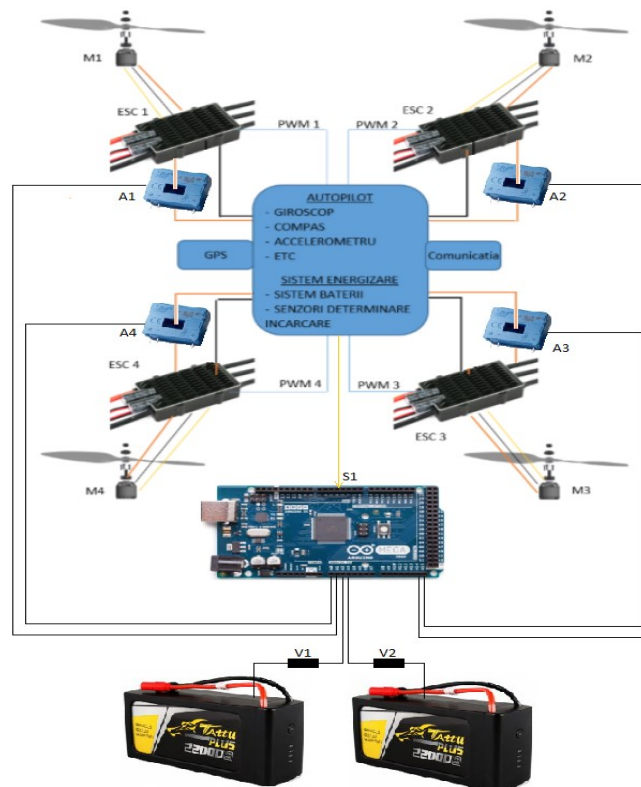 M1
M2
ESC 1
ESC 2
PWM 1
PWM 2
A1
A2
AUTOPILOT
- GIROSCOP
- COMPAS
- ACCELEROMETRU
- ETC
GPS
Comunicatia
SISTEM ENERGIZARE
- SISTEM BATERII
- SENZORI DETERMINARE
INCARCARE
A4
A3
ESC 4
PWM 4
PWM 3
ESC 3
M4
M3
S1
ARDUINO
MEGA
V1
V2
TATTU
PLUS
22000
TATTU
PLUS
22000